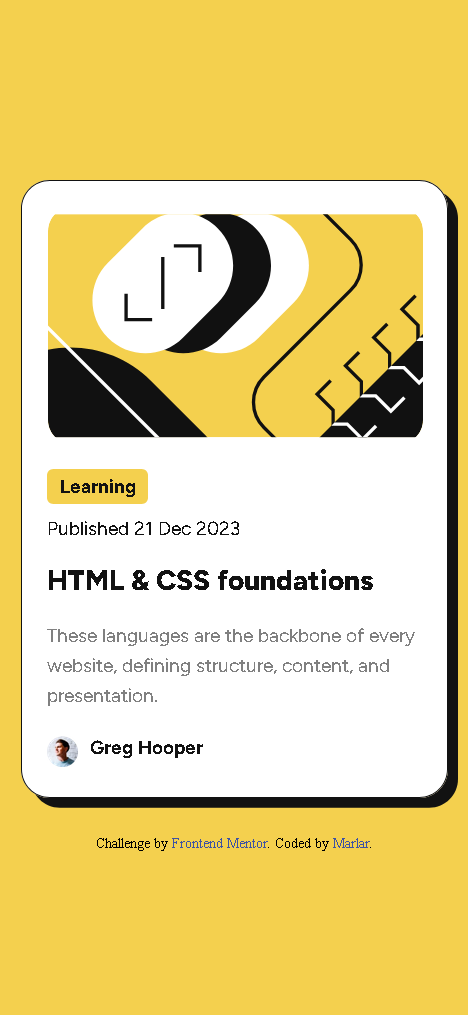 Learning
Published 21 Dec 2023
HTML & CSS foundations
These languages are the backbone of every
website, defining structure, content, and
presentation.
Greg Hooper
Challenge by Frontend Mentor. Coded by Marlar.